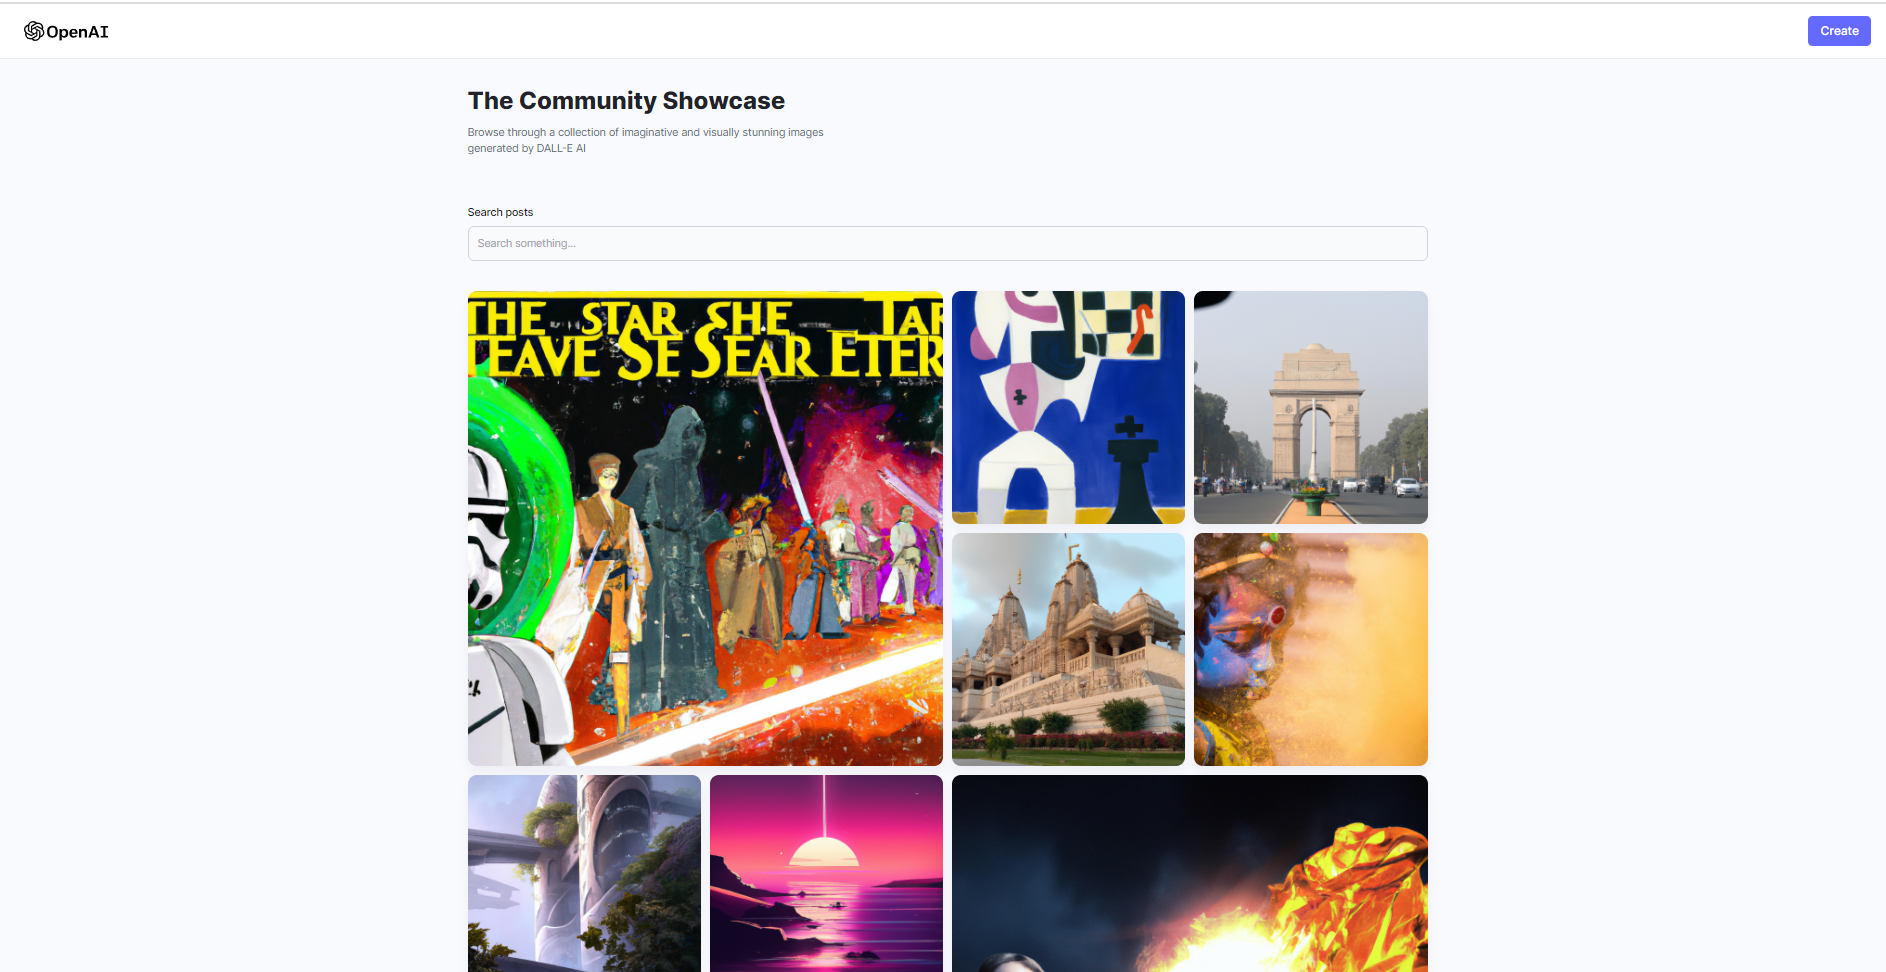 OpenAI
Create
The Community Showcase
Browse through a collection of imaginative and visually stunning images
generated by DALL-E AI
Search posts
Search something...
THE STAR SHE TAR
LEAVE SE SEAR ETER